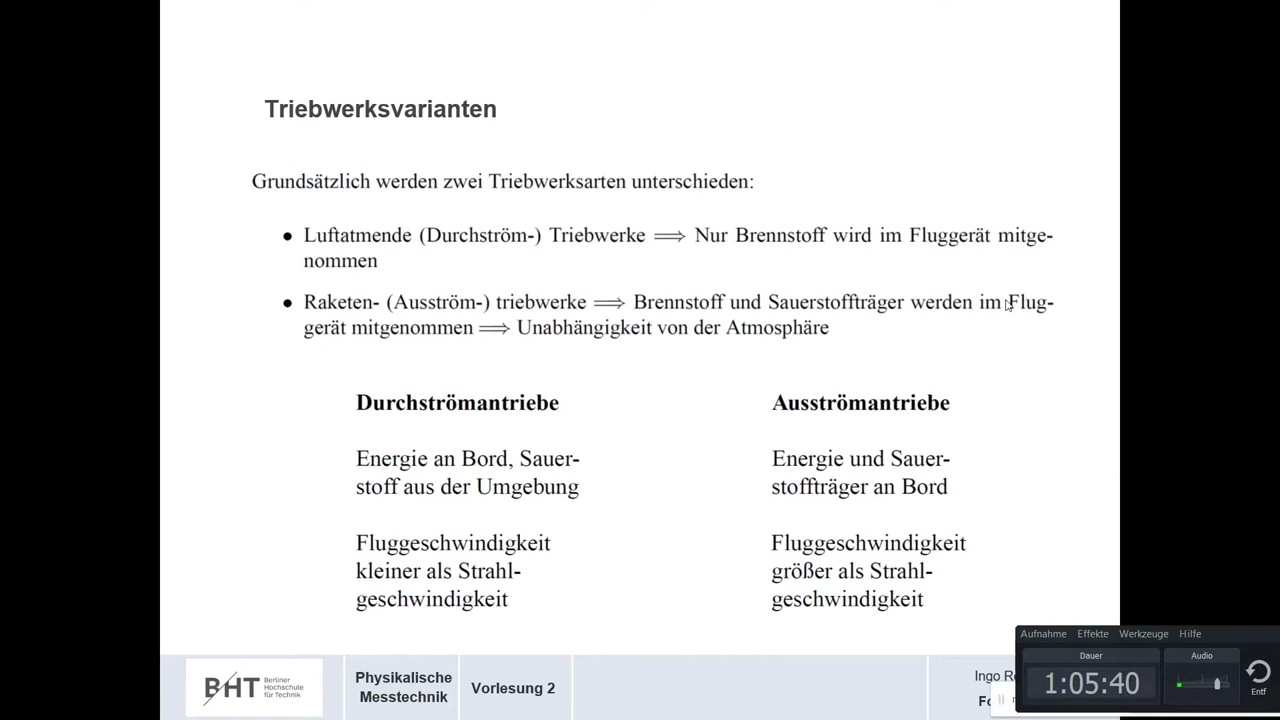 Triebwerksvarianten
Grundsätzlich werden zwei Triebwerksarten unterschieden:
• Luftatmende (Durchström-) Triebwerke ⟹ Nur Brennstoff wird im Fluggerät mitge-
nommen
• Raketen- (Ausström-) triebwerke ⟹ Brennstoff und Sauerstoffträger werden im Flug-
gerät mitgenommen ⟹ Unabhängigkeit von der Atmosphäre
Durchströmantriebe
Energie an Bord, Sauer-
stoff aus der Umgebung
Fluggeschwindigkeit
kleiner als Strahl-
geschwindigkeit
Ausströmantriebe
Energie und Sauer-
stoffträger an Bord
Fluggeschwindigkeit
größer als Strahl-
geschwindigkeit
BHT
Berliner
Hochschule
für Technik
Physikalische
Messtechnik
Vorlesung 2
Ingo
Aufnahme Effekte Werkzeuge Hilfe
Dauer
1:05:40
Audio
Entf